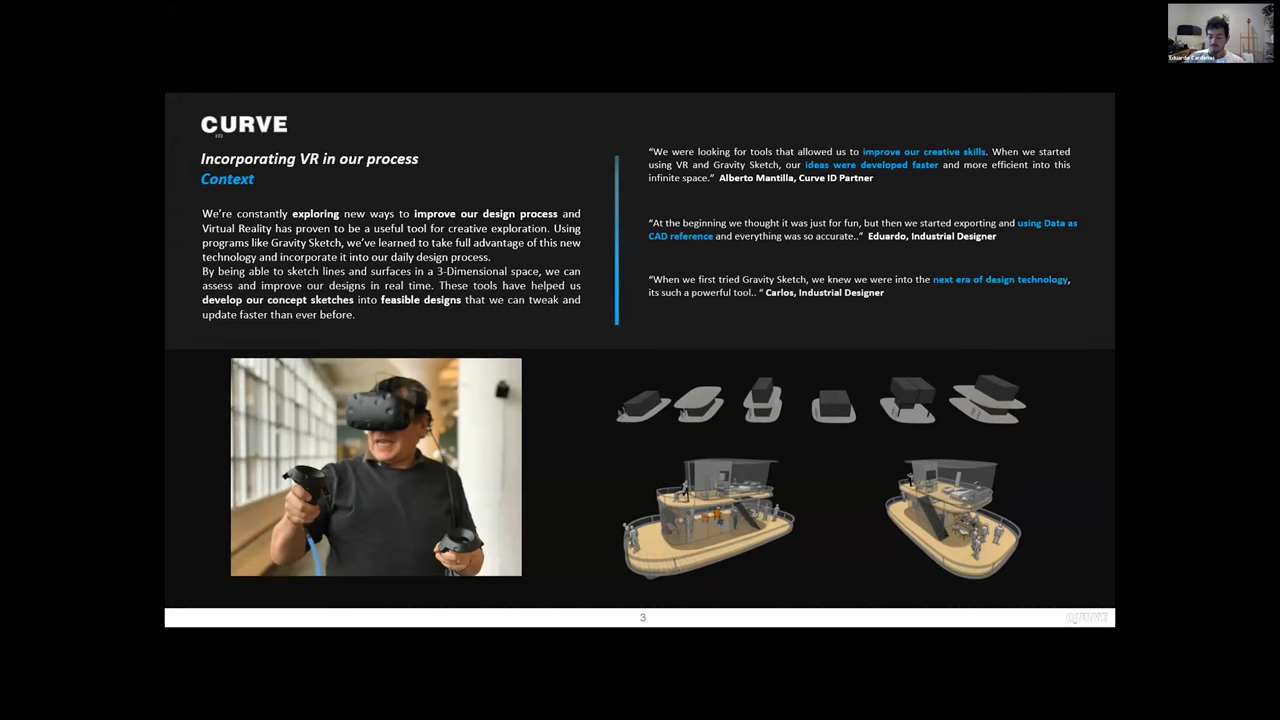 Eduardo Cardenas
CURVE
ID
Incorporating VR in our process
Context
We're constantly exploring new ways to improve our design process and
Virtual Reality has proven to be a useful tool for creative exploration. Using
programs like Gravity Sketch, we've learned to take full advantage of this new
technology and incorporate it into our daily design process.
By being able to sketch lines and surfaces in a 3-Dimensional space, we can
assess and improve our designs in real time. These tools have helped us
develop our concept sketches into feasible designs that we can tweak and
update faster than ever before.
“We were looking for tools that allowed us to improve our creative skills. When we started
using VR and Gravity Sketch, our ideas were developed faster and more efficient into this
infinite space.” Alberto Mantilla, Curve ID Partner
“At the beginning we thought it was just for fun, but then we started exporting and using Data as
CAD reference and everything was so accurate..” Eduardo, Industrial Designer
“When we first tried Gravity Sketch, we knew we were into the next era of design technology,
its such a powerful tool.. “ Carlos, Industrial Designer
3
CURVE